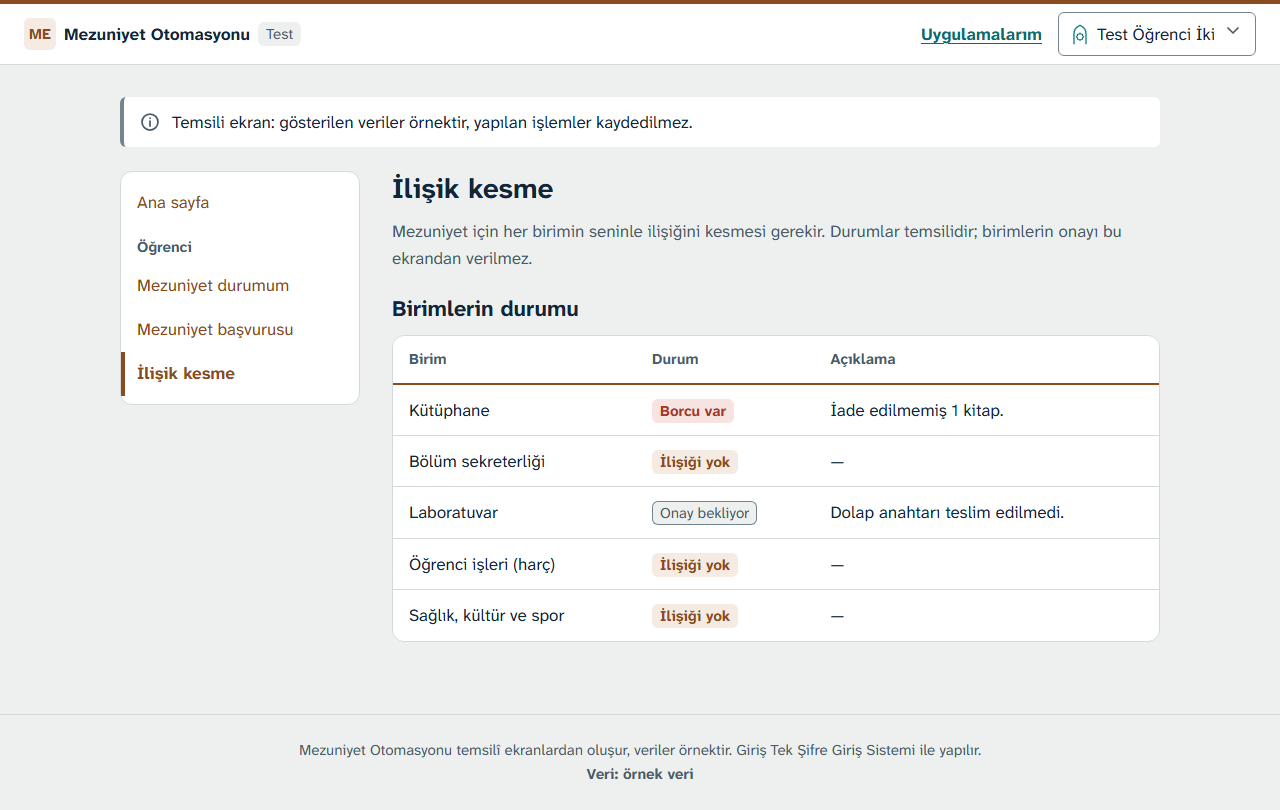 ME Mezuniyet Otomasyonu Test
Uygulamalarım
Test Öğrenci İki
Temsili ekran: gösterilen veriler örnektir, yapılan işlemler kaydedilmez.
Ana sayfa
Öğrenci
Mezuniyet durumum
Mezuniyet başvurusu
İlişik kesme
İlişik kesme
Mezuniyet için her birimin seninle ilişiğini kesmesi gerekir. Durumlar temsilidir; birimlerin onayı bu
ekrandan verilmez.
Birimlerin durumu
Birim Durum Açıklama
Kütüphane Borcu var İade edilmemiş 1 kitap.
Bölüm sekreterliği İlişiği yok —
Laboratuvar Onay bekliyor Dolap anahtarı teslim edilmedi.
Öğrenci işleri (harç) İlişiği yok —
Sağlık, kültür ve spor İlişiği yok —
Mezuniyet Otomasyonu temsilî ekranlardan oluşur, veriler örnektir. Giriş Tek Şifre Giriş Sistemi ile yapılır.
Veri: örnek veri